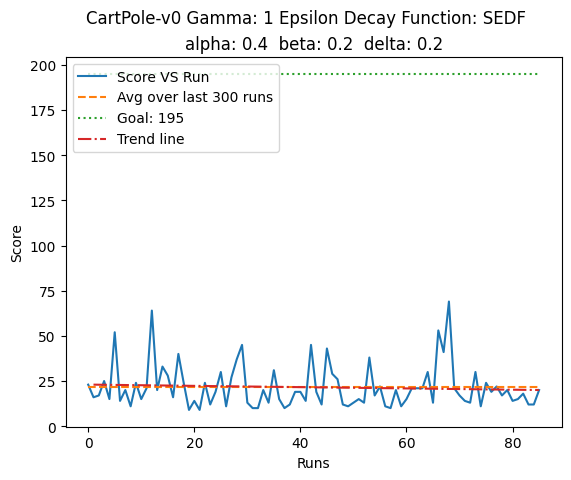 CartPole-v0 Gamma: 1 Epsilon Decay Function: SEDF
alpha: 0.4 beta: 0.2 delta: 0.2
Score VS Run
Avg over last 300 runs
Goal: 195
Trend line
200
175
150
125
100
75
50
25
0
Score
0 20 40 60 80
Runs